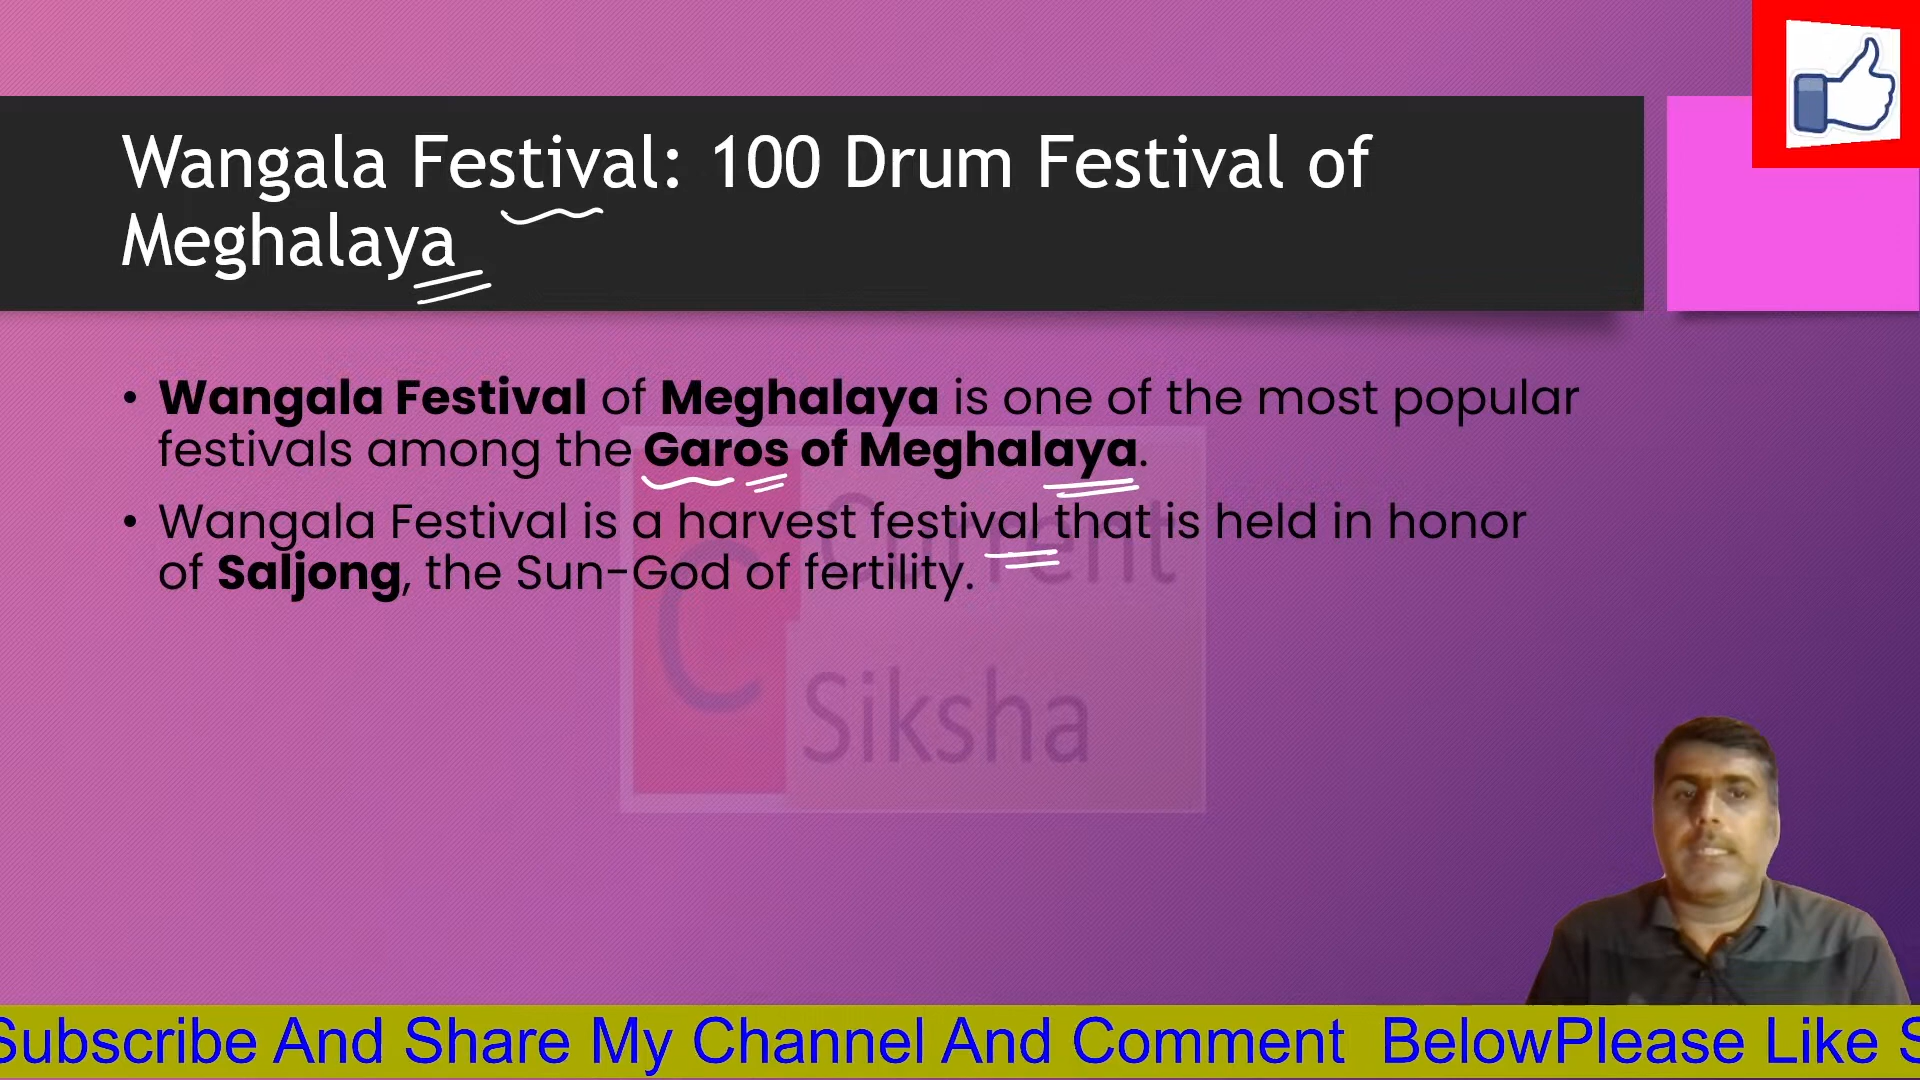 Wangala Festival: 100 Drum Festival of
Meghalaya
• Wangala Festival of Meghalaya is one of the most popular
festivals among the Garos of Meghalaya.
• Wangala Festival is a harvest festival that is held in honor
of Saljong, the Sun-God of fertility.
C
Current
Siksha
Subscribe And Share My Channel And Comment BelowPlease Like S